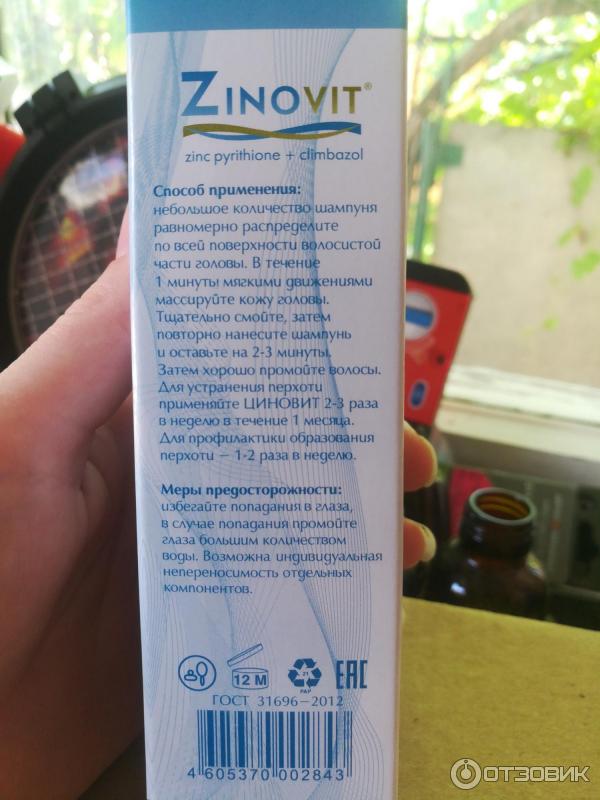 ZINOVIT®
zinc pyrithione + climbazol
Способ применения:
небольшое количество шампуня
равномерно распределите
по всей поверхности волосистой
части головы. В течение
1 минуты мягкими движениями
массируйте кожу головы.
Тщательно смойте, затем
повторно нанесите шампунь
и оставьте на 2-3 минуты.
Затем хорошо промойте волосы.
Для устранения перхоти
применяйте ЦИНОВИТ 2-3 раза
в неделю в течение 1 месяца.
Для профилактики образования
перхоти – 1-2 раза в неделю.
Меры предосторожности:
избегайте попадания в глаза,
в случае попадания промойте
глаза большим количеством
воды. Возможна индивидуальная
непереносимость отдельных
компонентов.
12 М
21
PAP
EAC
ГОСТ 31696-2012
4 605370 002843
ОТЗОВИК